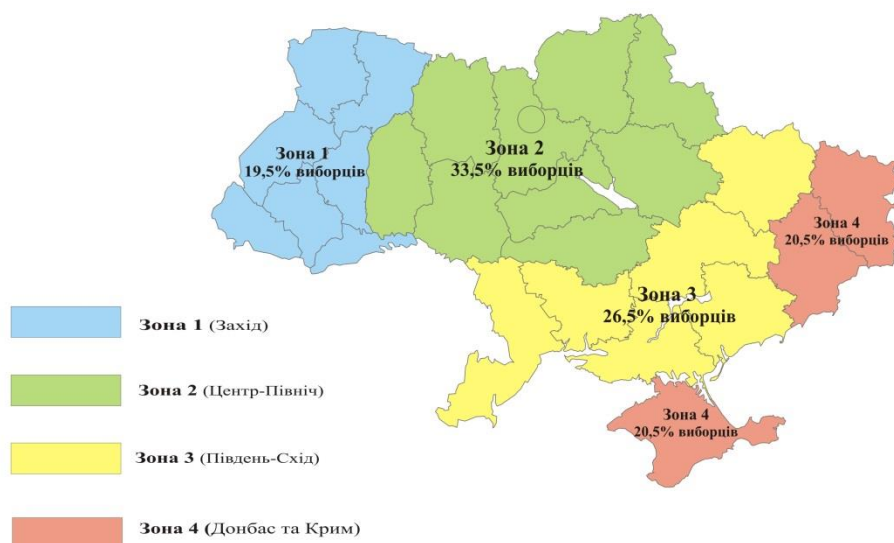 Зона 1
19,5% виборців
Зона 2
33,5% виборців
Зона 4
20,5% виборців
Зона 3
26,5% виборців
Зона 4
20,5% виборців
Зона 1 (Захід)
Зона 2 (Центр-Північ)
Зона 3 (Південь-Схід)
Зона 4 (Донбас та Крим)